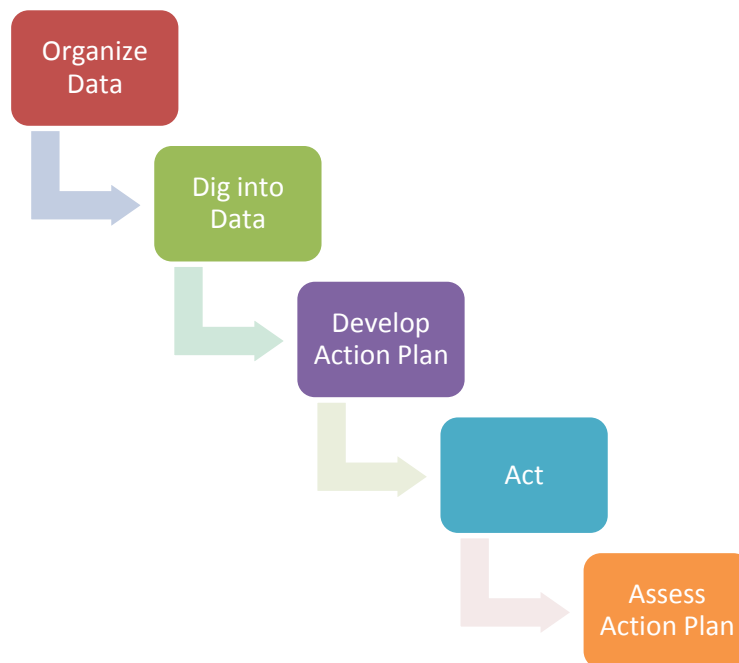 Organize
Data
Dig into
Data
Develop
Action Plan
Act
Assess
Action Plan